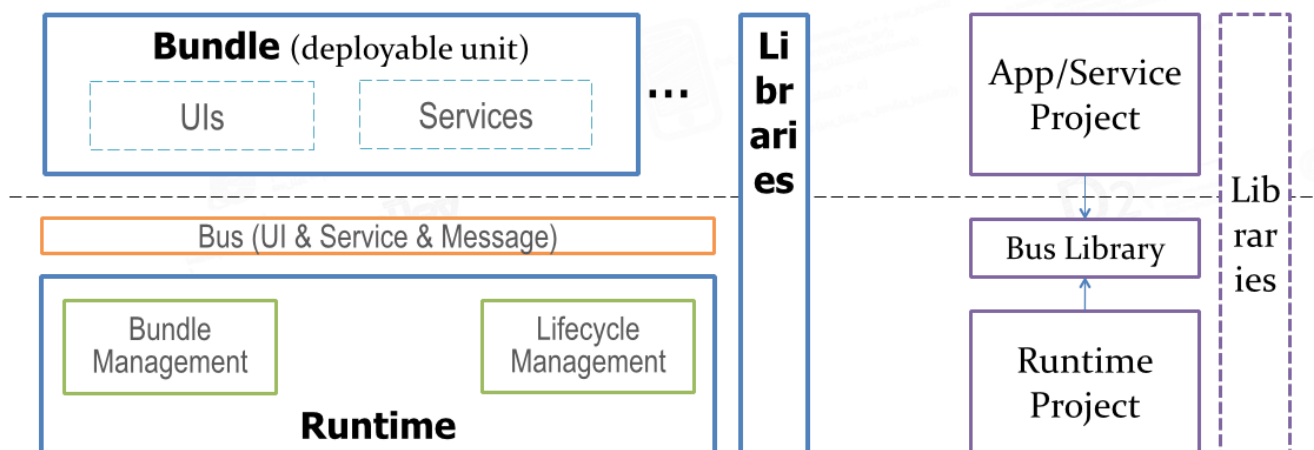 Bundle (deployable unit)
UIs
Services
...
Li
br
ari
es
App/Service
Project
Lib
rar
ies
Bus (UI & Service & Message)
Bus Library
Bundle
Management
Lifecycle
Management
Runtime
Runtime
Project